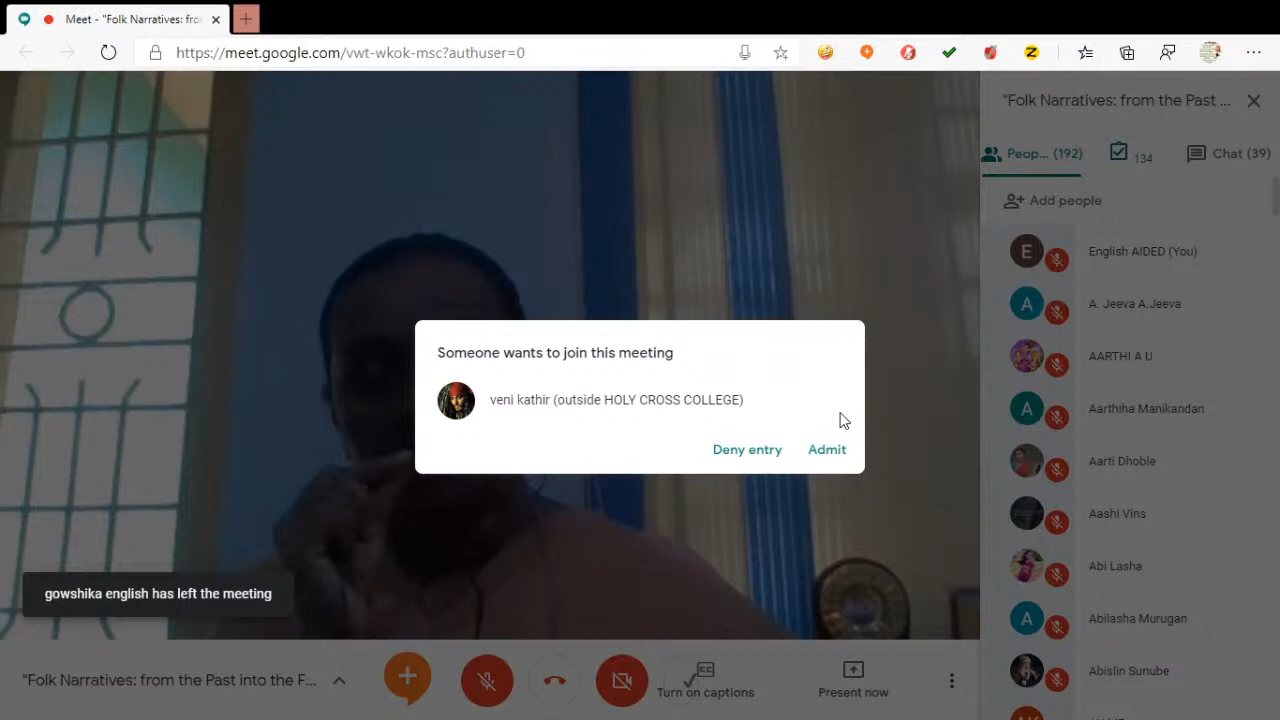 Meet - "Folk Narratives: fro
https://meet.google.com/vwt-wkok-msc?authuser=0
"Folk Narratives: from the Past ...
Peop... (192)
134
Chat (39)
Add people
E
English AIDED (You)
A
A. Jeeva A.Jeeva
AARTHI A U
A
Aarthiha Manikandan
Aarti Dhoble
Aashi Vins
Abi Lasha
A
Abilasha Murugan
Abislin Sunube
Someone wants to join this meeting
veni kathir (outside HOLY CROSS COLLEGE)
Deny entry
Admit
gowshika english has left the meeting
"Folk Narratives: from the Past into the F...
CC
Turn on captions
Present now